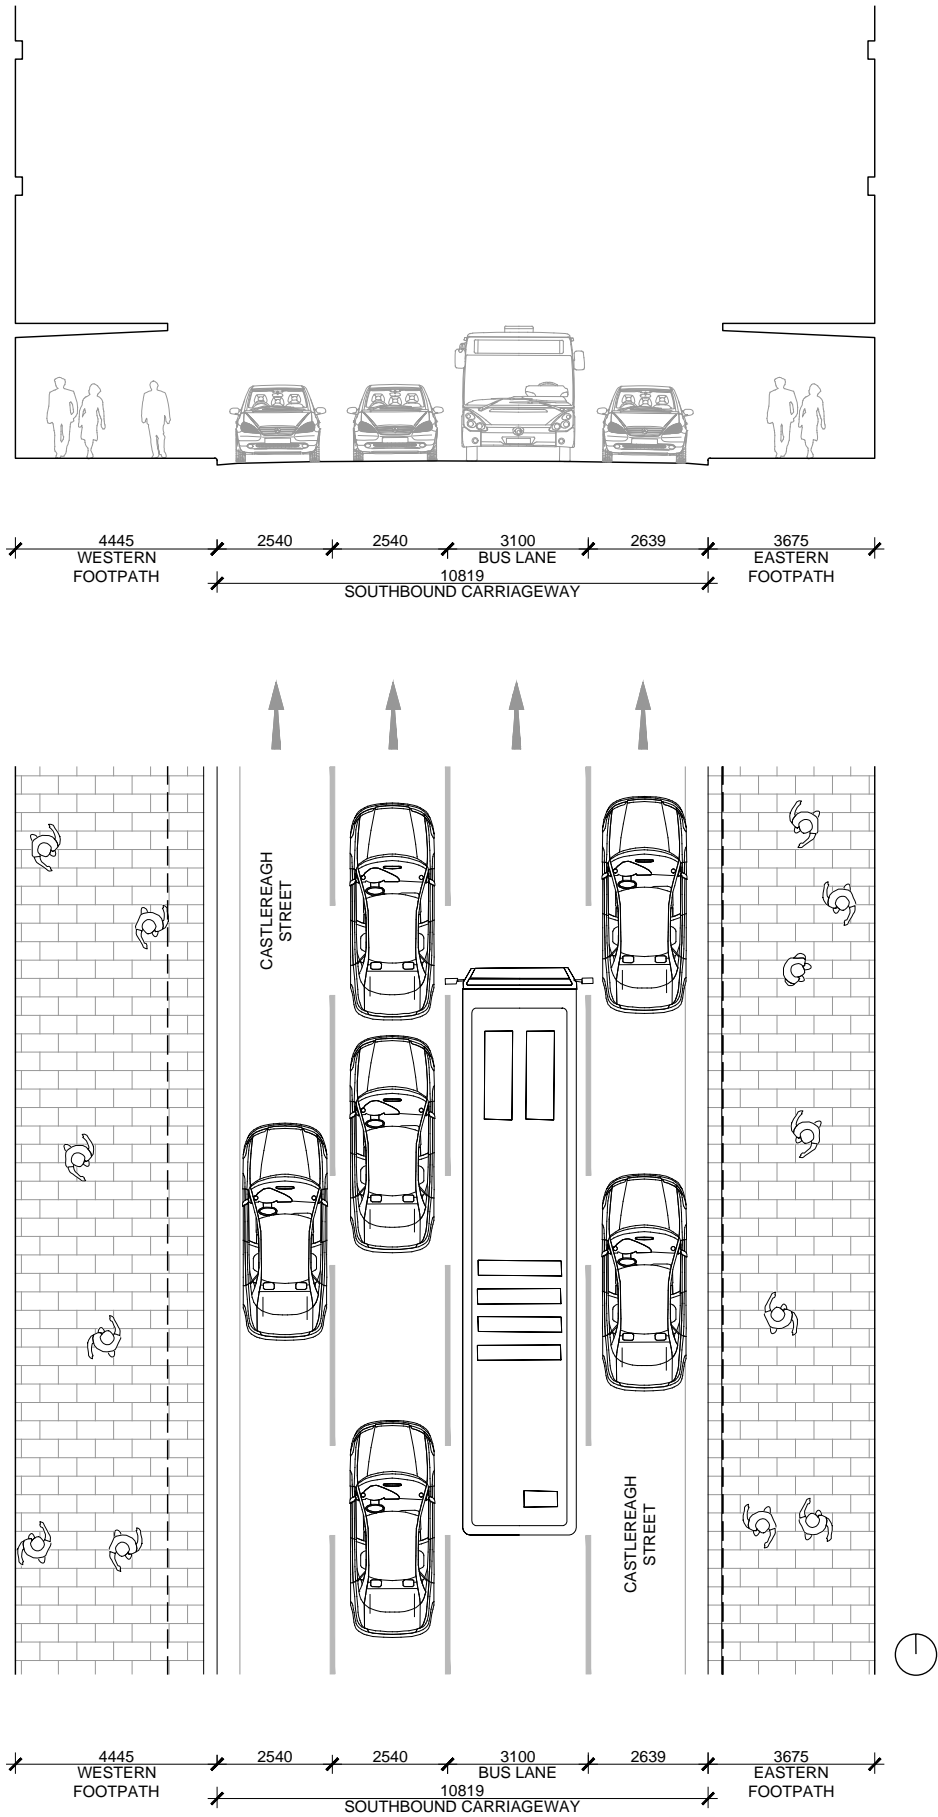 4445
2540
2540
3100
2639
3675
WESTERN
FOOTPATH
BUS LANE
EASTERN
FOOTPATH
10819
SOUTHBOUND CARRIAGEWAY
CASTLEREAGH
STREET
CASTLEREAGH
STREET
4445
2540
2540
3100
2639
3675
WESTERN
FOOTPATH
BUS LANE
EASTERN
FOOTPATH
10819
SOUTHBOUND CARRIAGEWAY